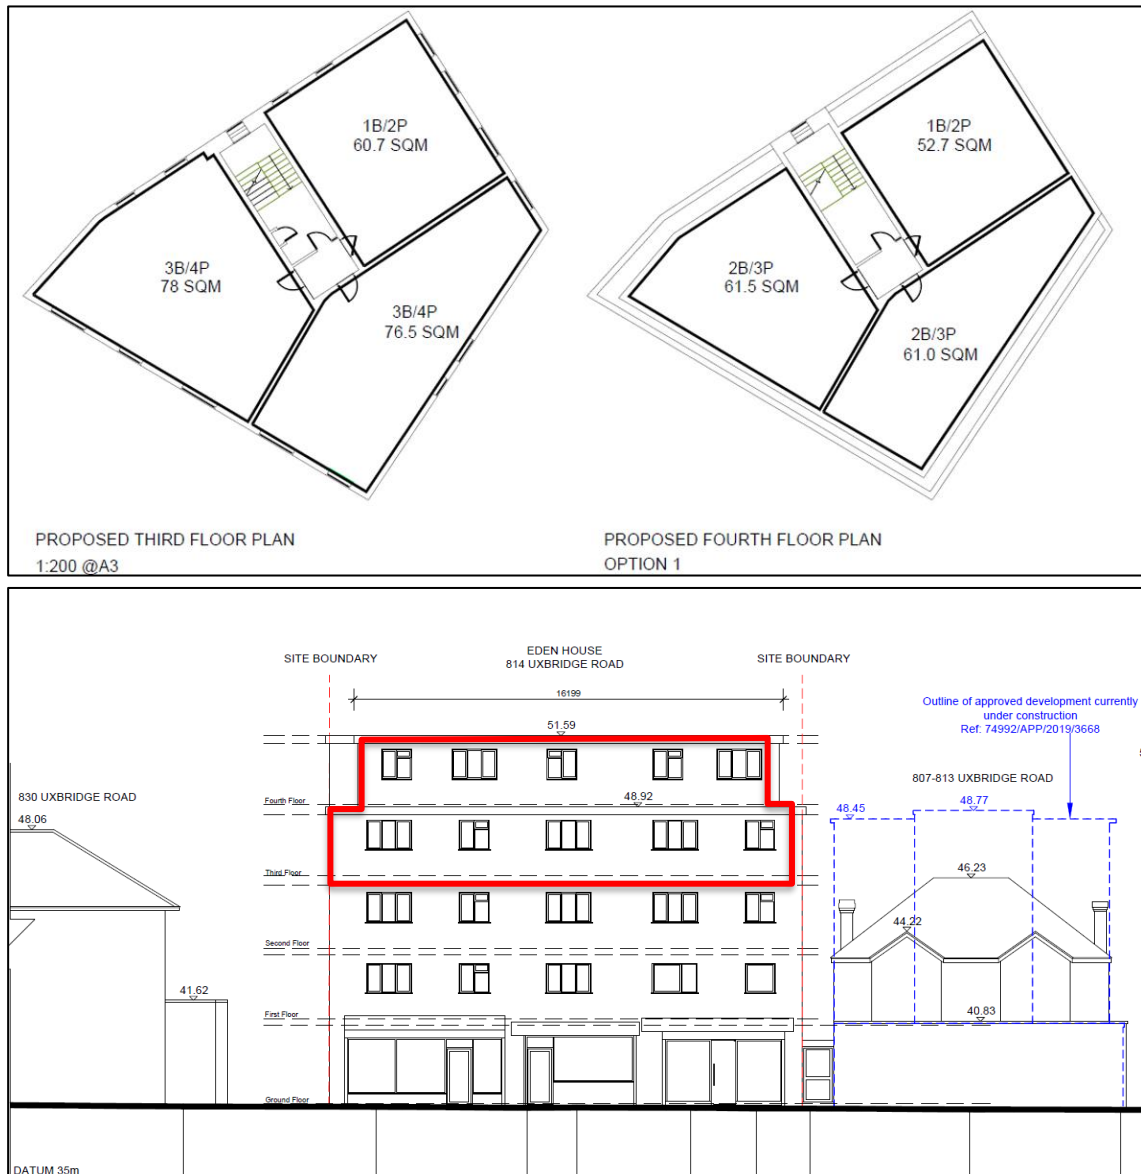 1B/2P
60.7 SQM
3B/4P
78 SQM
3B/4P
76.5 SQM
PROPOSED THIRD FLOOR PLAN
1:200 @A3
1B/2P
52.7 SQM
2B/3P
61.5 SQM
2B/3P
61.0 SQM
PROPOSED FOURTH FLOOR PLAN
OPTION 1
SITE BOUNDARY
EDEN HOUSE
814 UXBRIDGE ROAD
SITE BOUNDARY
16199
51.59
Outline of approved development currently
under construction
Ref: 74992/APP/2019/3668
830 UXBRIDGE ROAD
48.06
Fourth Floor
48.92
807-813 UXBRIDGE ROAD
48.45
48.77
Third Floor
46.23
44.22
Second Floor
41.62
First Floor
40.83
Ground Floor
DATUM 35m